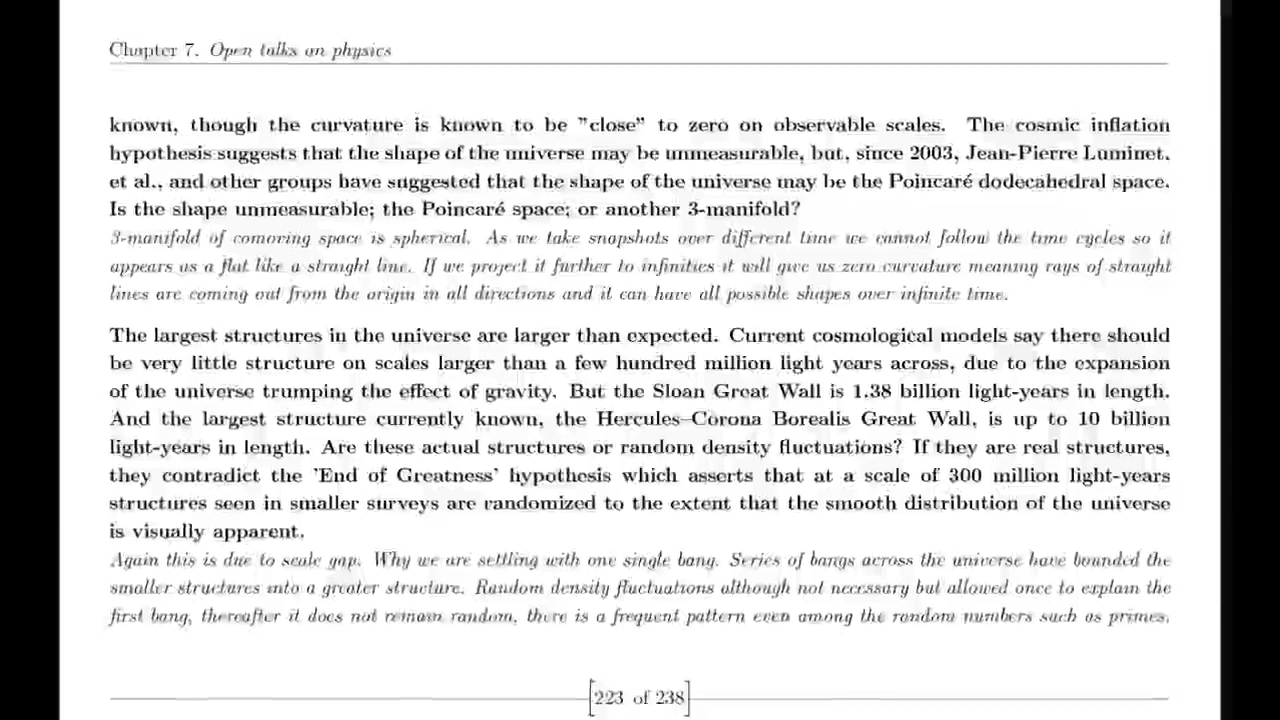 Chapter 7. Open talks on physics
known, though the curvature is known to be "close" to zero on observable scales. The cosmic inflation
hypothesis suggests that the shape of the universe may be unmeasurable, but, since 2003, Jean-Pierre Luminet,
et al., and other groups have suggested that the shape of the universe may be the Poincaré dodecahedral space.
Is the shape unmeasurable; the Poincaré space; or another 3-manifold?
3-manifold of comoving space is spherical. As we take snapshots over different time we cannot follow the time cycles so it
appears as a flat like a straight line. If we project it further to infinities it will give us zero curvature meaning rays of straight
lines are coming out from the origin in all directions and it can have all possible shapes over infinite time.
The largest structures in the universe are larger than expected. Current cosmological models say there should
be very little structure on scales larger than a few hundred million light years across, due to the expansion
of the universe trumping the effect of gravity. But the Sloan Great Wall is 1.38 billion light-years in length.
And the largest structure currently known, the Hercules–Corona Borealis Great Wall, is up to 10 billion
light-years in length. Are these actual structures or random density fluctuations? If they are real structures,
they contradict the 'End of Greatness' hypothesis which asserts that at a scale of 300 million light-years
structures seen in smaller surveys are randomized to the extent that the smooth distribution of the universe
is visually apparent.
Again this is due to scale gap. Why we are settling with one single bang. Series of bangs across the universe have bounded the
smaller structures into a greater structure. Random density fluctuations although not necessary but allowed once to explain the
first bang, thereafter it does not remain random, there is a frequent pattern even among the random numbers such as primes,
[223 of 238]